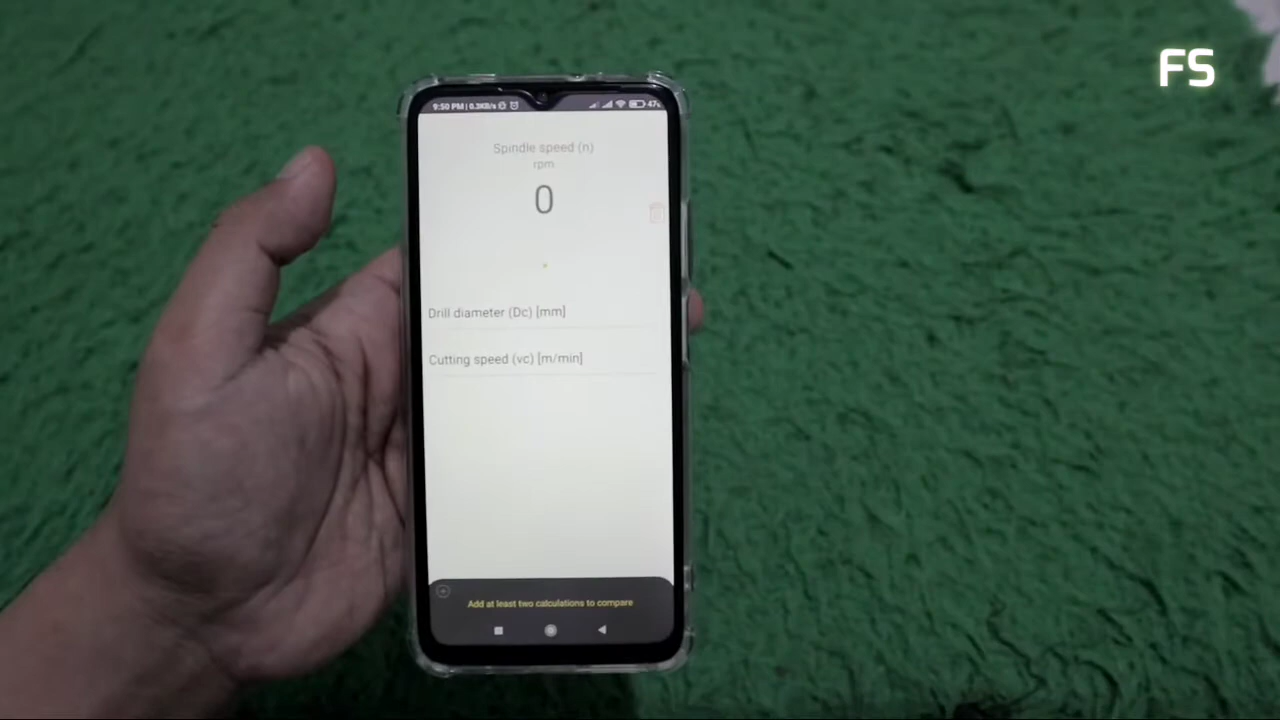 FS
9:50 PM | 0.3KB/s
47
Spindle speed (n)
rpm
0
Drill diameter (Dc) [mm]
Cutting speed (vc) [m/min]
Add at least two calculations to compare